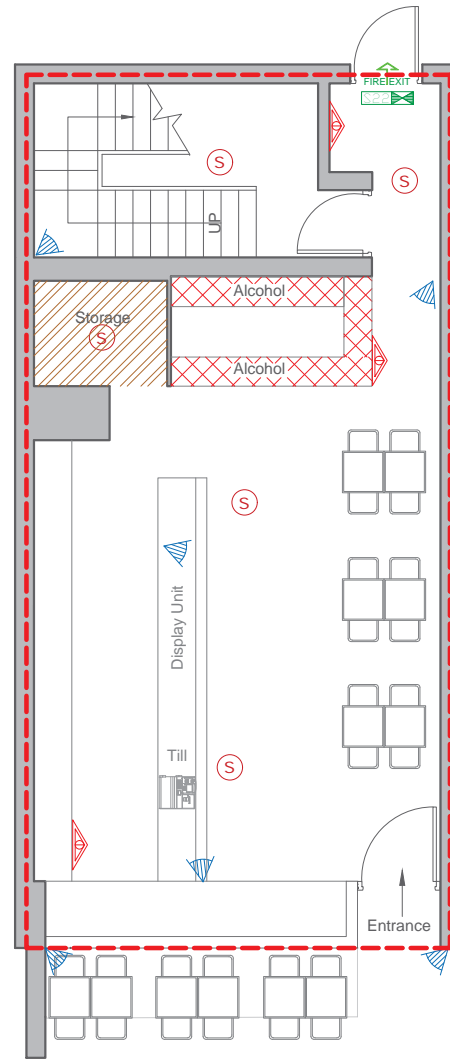 FIRE EXIT
S22
S
S
UP
Alcohol
Storage
S
Alcohol
S
Display Unit
Till
S
Entrance